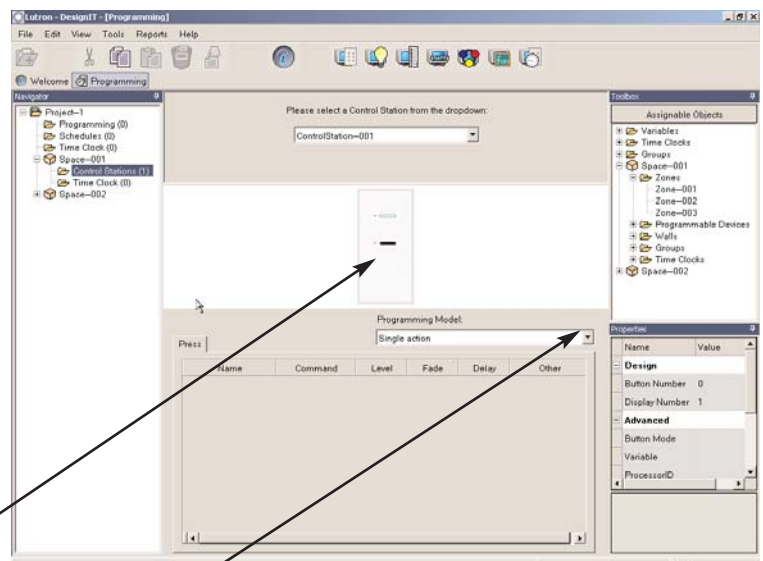 Lutron - DesignIT - [Programming]
File Edit View Tools Reports Help
Welcome Programming
Navigator
Project-1
Programming (0)
Schedules (0)
Time Clock (0)
Space-001
Control Stations (1)
Time Clock (0)
Space-002
Please select a Control Station from the dropdown:
ControlStation-001
Programming Model:
Single action
Press
Name Command Level Fade Delay Other
Toolbox
Assignable Objects
Variables
Time Clocks
Groups
Space-001
Zones
Zone-001
Zone-002
Zone-003
Programmable Devices
Walls
Groups
Time Clocks
Space-002
Properties
Name Value
Design
Button Number 0
Display Number 1
Advanced
Button Mode
Variable
ProcessorID